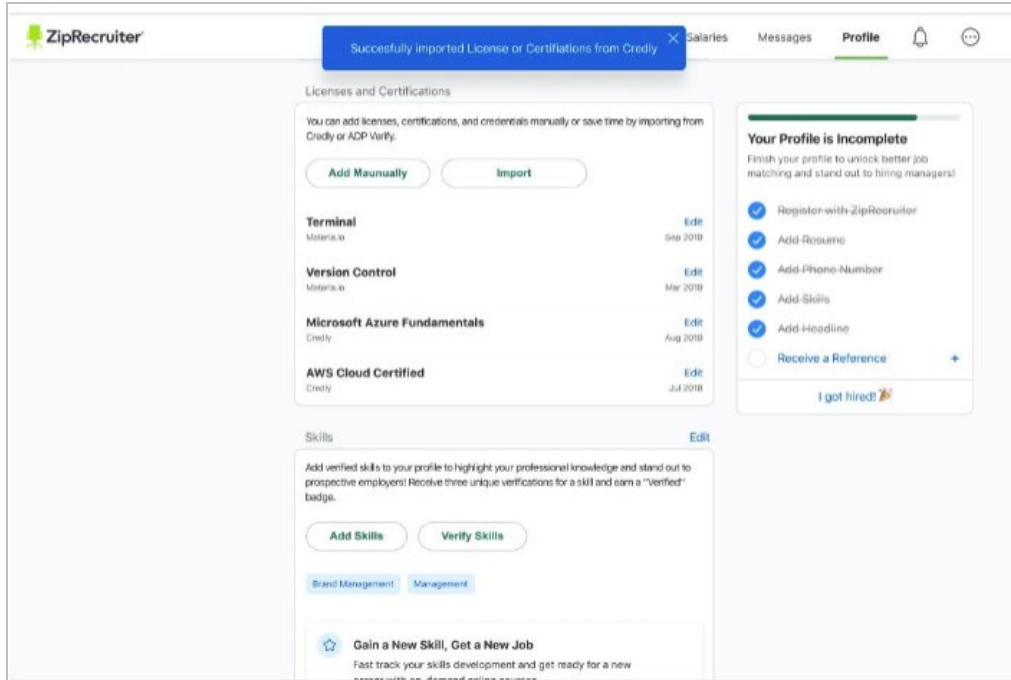 ZipRecruiter
Succesfully imported License or Certifiations from Credly
Salaries
Messages
Profile
Licenses and Certifications
You can add licenses, certifications, and credentials manually or save time by importing from
Credly or ADP Verify.
Add Maunually
Import
Terminal
Edit
Materia.io
Sep 2019
Version Control
Edit
Materia.io
Mar 2019
Microsoft Azure Fundamentals
Edit
Credly
Aug 2018
AWS Cloud Certified
Edit
Credly
Jul 2018
Skills
Edit
Add verified skills to your profile to highlight your professional knowledge and stand out to
prospective employers! Receive three unique verifications for a skill and earn a "Verified"
badge.
Add Skills
Verify Skills
Brand Management
Management
Gain a New Skill, Get a New Job
Fast track your skills development and get ready for a new
career with on-demand online courses
Your Profile is Incomplete
Finish your profile to unlock better job
matching and stand out to hiring managers!
Register with ZipRecruiter
Add Resume
Add Phone Number
Add Skills
Add Headline
Receive a Reference
+
I got hired!🎉